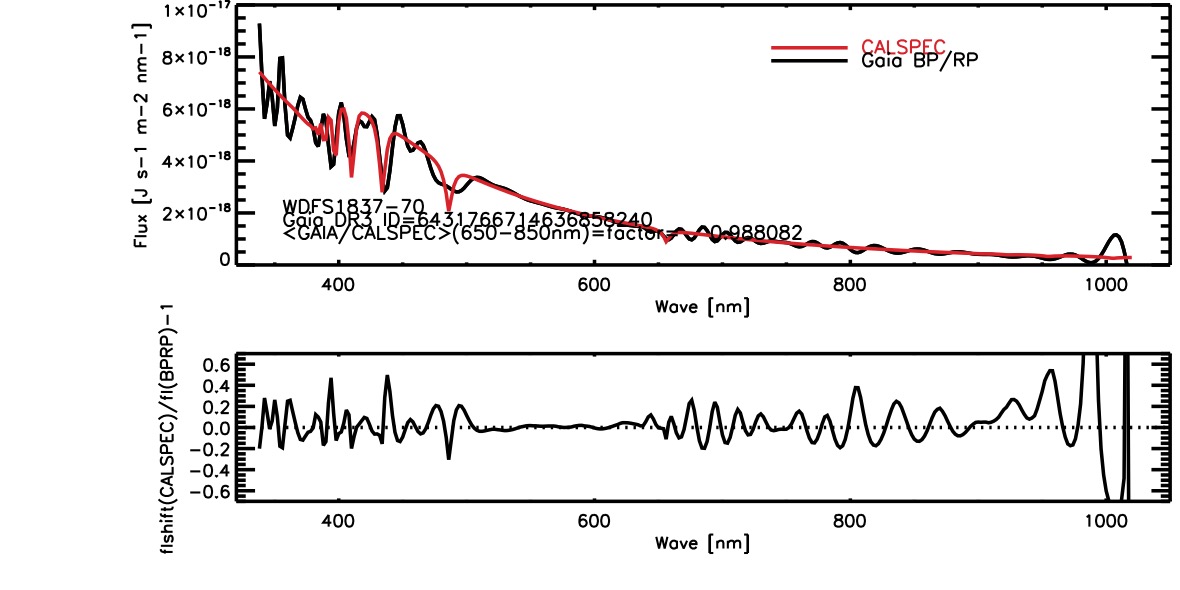 1×10⁻¹⁷
8×10⁻¹⁸
6×10⁻¹⁸
4×10⁻¹⁸
2×10⁻¹⁸
0
Flux [J s−1 m−2 nm−1]
CALSPEC
Gaia BP/RP
WDFS1837−70
Gaia DR3 ID=6431766714636858240
<GAIA/CALSPEC>(650−850nm)=factor= 0.988082
400 600 800 1000
Wave [nm]
flshift(CALSPEC)/fl(BPRP)−1
0.6
0.4
0.2
0.0
−0.2
−0.4
−0.6
400 600 800 1000
Wave [nm]